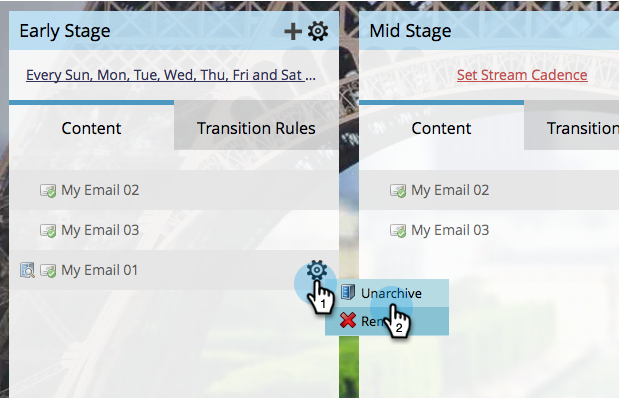 Early Stage
Mid Stage
Every Sun, Mon, Tue, Wed, Thu, Fri and Sat ...
Set Stream Cadence
Content
Transition Rules
Content
Transition
My Email 02
My Email 02
My Email 03
My Email 03
My Email 01
1
Unarchive
2